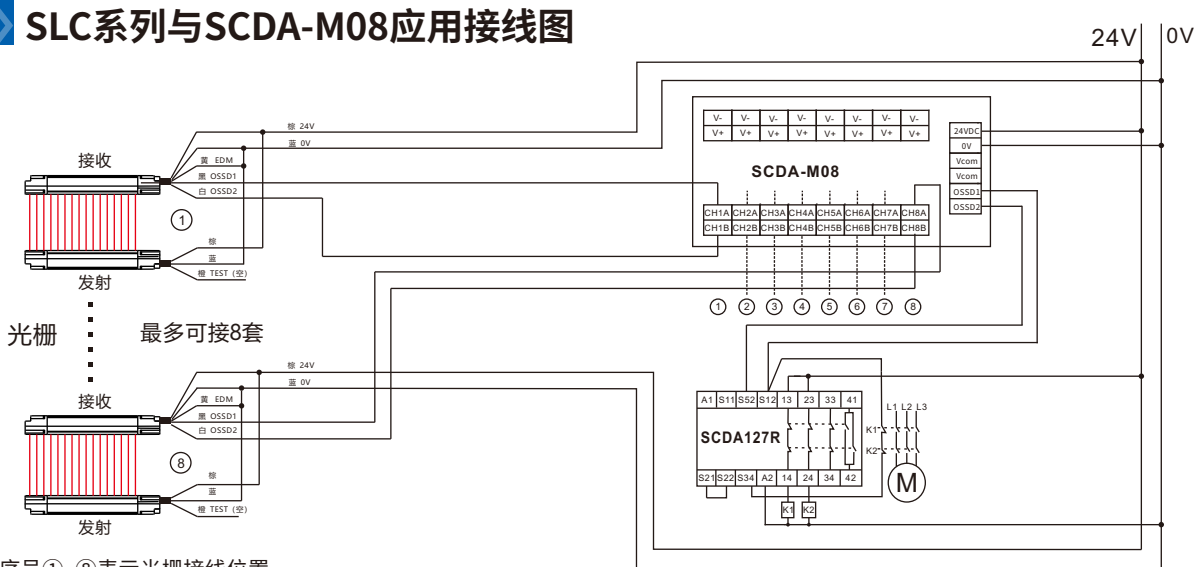 SLC系列与SCDA-M08应用接线图
24V
0V
V- V- V- V- V- V- V- V-
V+ V+ V+ V+ V+ V+ V+ V+
SCDA-M08
24VDC
0V
Vcom
Vcom
OSSD1
OSSD2
CH1A CH2A CH3A CH4A CH5A CH6A CH7A CH8A
CH1B CH2B CH3B CH4B CH5B CH6B CH7B CH8B
① ② ③ ④ ⑤ ⑥ ⑦ ⑧
接收
棕 24V
蓝 0V
黄 EDM
黑 OSSD1
白 OSSD2
①
棕
蓝
橙 TEST (空)
发射
光栅
最多可接8套
接收
棕 24V
蓝 0V
黄 EDM
黑 OSSD1
白 OSSD2
⑧
棕
蓝
橙 TEST (空)
发射
A1 S11 S52 S12 13 23 33 41
SCDA127R
S21 S22 S34 A2 14 24 34 42
K1 K2
L1 L2 L3
K1
K2
M